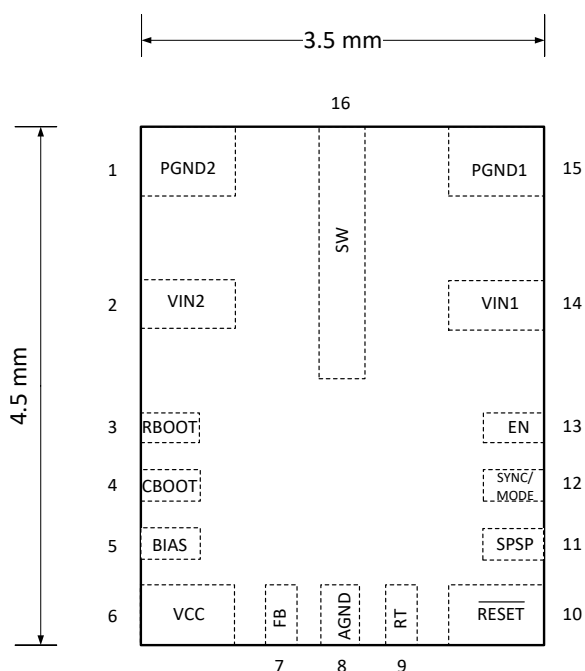 3.5 mm
16
1
PGND2
PGND1
15
SW
2
VIN2
VIN1
14
4.5 mm
3
RBOOT
EN
13
4
CBOOT
SYNC/
MODE
12
5
BIAS
SPSP
11
6
VCC
FB
AGND
RT
RESET
10
7
8
9